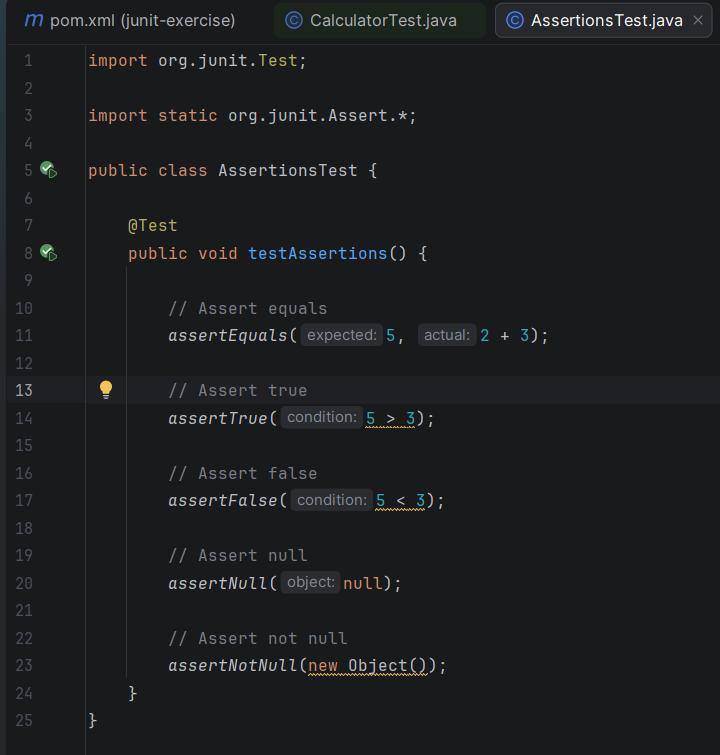 m pom.xml (junit-exercise) © CalculatorTest.java © AssertionsTest.java ×
1 import org.junit.Test;
2
3 import static org.junit.Assert.*;
4
5 public class AssertionsTest {
6
7 @Test
8 public void testAssertions() {
9
10 // Assert equals
11 assertEquals( expected: 5, actual: 2 + 3);
12
13 // Assert true
14 assertTrue( condition: 5 > 3);
15
16 // Assert false
17 assertFalse( condition: 5 < 3);
18
19 // Assert null
20 assertNull( object: null);
21
22 // Assert not null
23 assertNotNull(new Object());
24 }
25 }